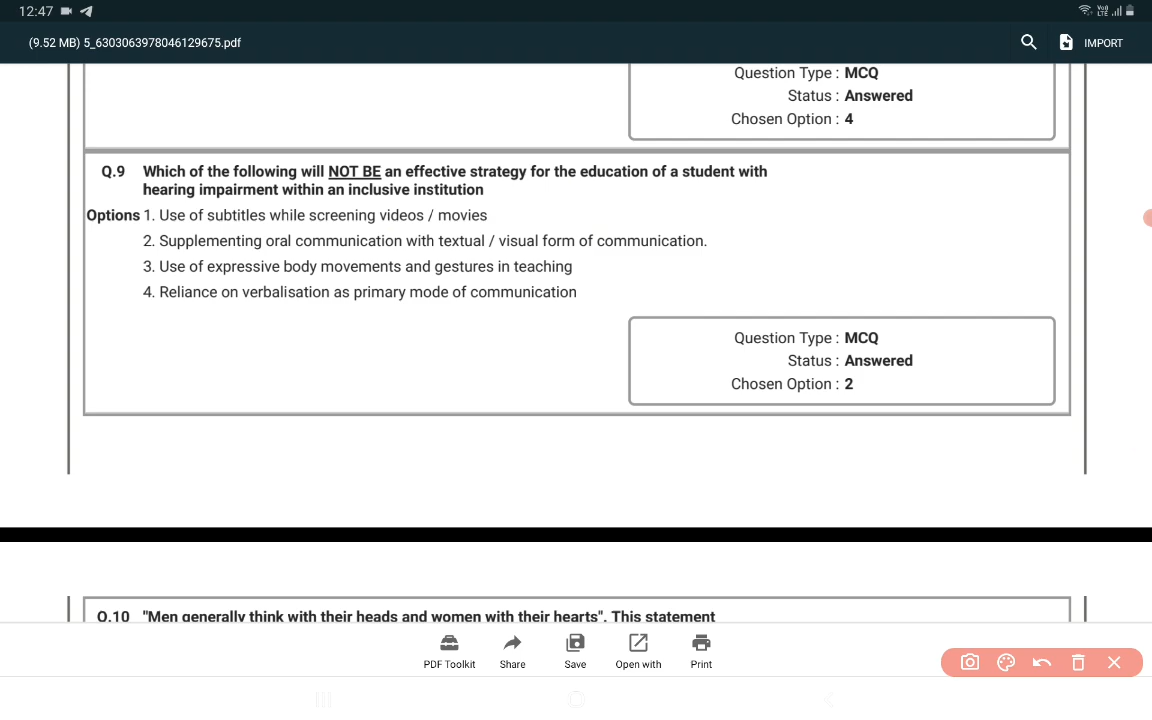 12:47
Vo))
LTE
(9.52 MB) 5_6303063978046129675.pdf
IMPORT
Question Type : MCQ
Status : Answered
Chosen Option : 4
Q.9 Which of the following will NOT BE an effective strategy for the education of a student with
hearing impairment within an inclusive institution
Options 1. Use of subtitles while screening videos / movies
2. Supplementing oral communication with textual / visual form of communication.
3. Use of expressive body movements and gestures in teaching
4. Reliance on verbalisation as primary mode of communication
Question Type : MCQ
Status : Answered
Chosen Option : 2
Q.10 "Men generally think with their heads and women with their hearts". This statement
PDF Toolkit
Share
Save
Open with
Print